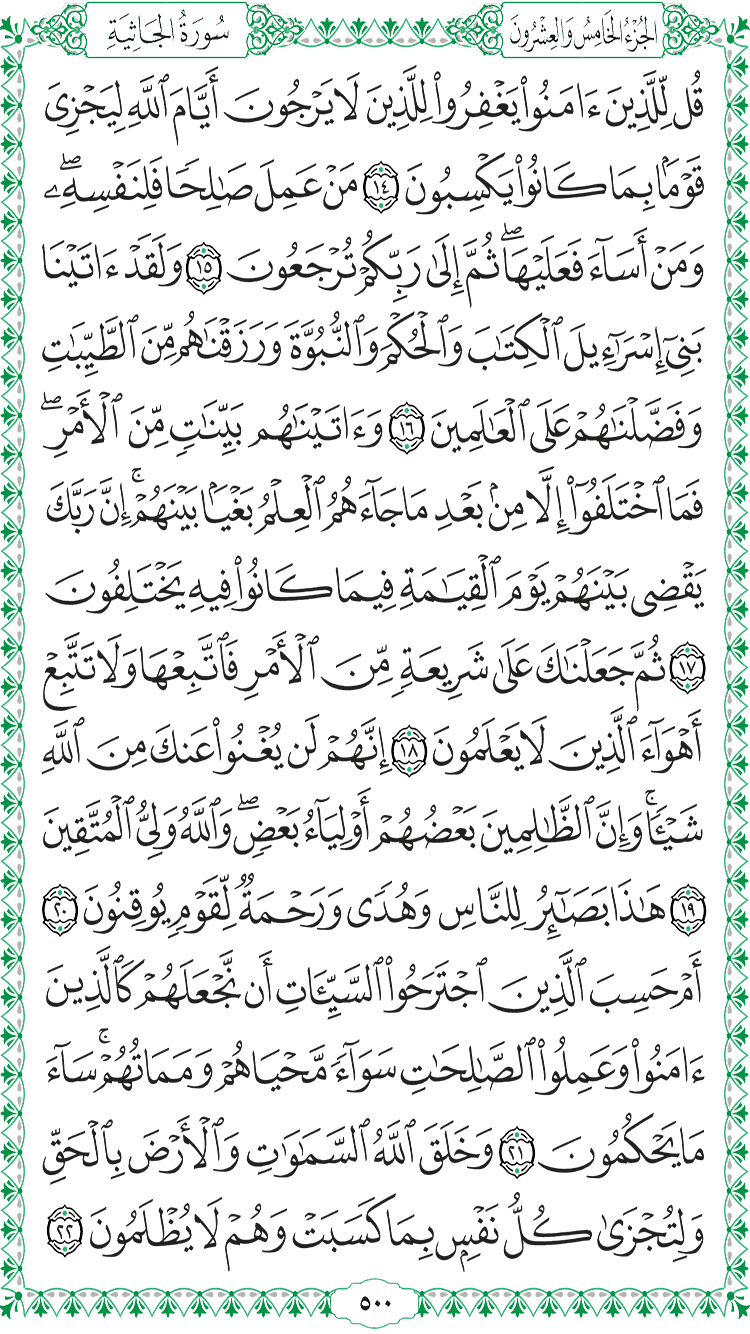 الجُزْءُ الخَامِسُ وَالعِشْرُونَ
سُورَةُ الجَاثِيَةِ
قُل لِّلَّذِينَ ءَامَنُواْ يَغْفِرُواْ لِلَّذِينَ لَا يَرْجُونَ أَيَّامَ ٱللَّهِ لِيَجْزِىَ
قَوْمَۢا بِمَا كَانُواْ يَكْسِبُونَ ١٤ مَنْ عَمِلَ صَٰلِحًا فَلِنَفْسِهِۦۖ
وَمَنْ أَسَآءَ فَعَلَيْهَاۖ ثُمَّ إِلَىٰ رَبِّكُمْ تُرْجَعُونَ ١٥ وَلَقَدْ ءَاتَيْنَا
بَنِىٓ إِسْرَٰٓءِيلَ ٱلْكِتَٰبَ وَٱلْحُكْمَ وَٱلنُّبُوَّةَ وَرَزَقْنَٰهُم مِّنَ ٱلطَّيِّبَٰتِ
وَفَضَّلْنَٰهُمْ عَلَى ٱلْعَٰلَمِينَ ١٦ وَءَاتَيْنَٰهُم بَيِّنَٰتٍ مِّنَ ٱلْأَمْرِۖ
فَمَا ٱخْتَلَفُوٓاْ إِلَّا مِنۢ بَعْدِ مَا جَآءَهُمُ ٱلْعِلْمُ بَغْيَۢا بَيْنَهُمْۚ إِنَّ رَبَّكَ
يَقْضِى بَيْنَهُمْ يَوْمَ ٱلْقِيَٰمَةِ فِيمَا كَانُواْ فِيهِ يَخْتَلِفُونَ
١٧ ثُمَّ جَعَلْنَٰكَ عَلَىٰ شَرِيعَةٍ مِّنَ ٱلْأَمْرِ فَٱتَّبِعْهَا وَلَا تَتَّبِعْ
أَهْوَآءَ ٱلَّذِينَ لَا يَعْلَمُونَ ١٨ إِنَّهُمْ لَن يُغْنُواْ عَنكَ مِنَ ٱللَّهِ
شَيْـًٔاۚ وَإِنَّ ٱلظَّٰلِمِينَ بَعْضُهُمْ أَوْلِيَآءُ بَعْضٍۖ وَٱللَّهُ وَلِىُّ ٱلْمُتَّقِينَ
١٩ هَٰذَا بَصَٰٓئِرُ لِلنَّاسِ وَهُدًى وَرَحْمَةٌ لِّقَوْمٍ يُوقِنُونَ ٢٠
أَمْ حَسِبَ ٱلَّذِينَ ٱجْتَرَحُواْ ٱلسَّيِّـَٔاتِ أَن نَّجْعَلَهُمْ كَٱلَّذِينَ
ءَامَنُواْ وَعَمِلُواْ ٱلصَّٰلِحَٰتِ سَوَآءً مَّحْيَاهُمْ وَمَمَاتُهُمْۚ سَآءَ
مَا يَحْكُمُونَ ٢١ وَخَلَقَ ٱللَّهُ ٱلسَّمَٰوَٰتِ وَٱلْأَرْضَ بِٱلْحَقِّ
وَلِتُجْزَىٰ كُلُّ نَفْسٍۭ بِمَا كَسَبَتْ وَهُمْ لَا يُظْلَمُونَ ٢٢
٥٠٠